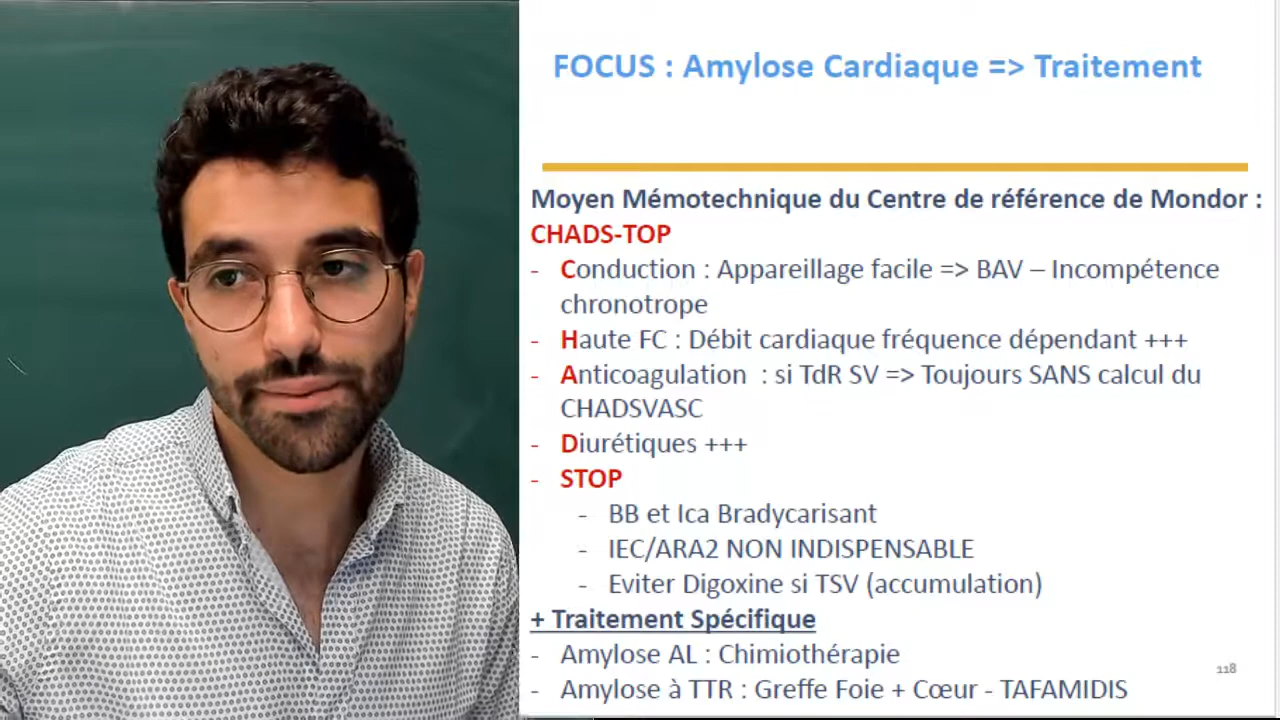 FOCUS : Amylose Cardiaque => Traitement
Moyen Mémotechnique du Centre de référence de Mondor :
CHADS-TOP
- Conduction : Appareillage facile => BAV – Incompétence
chronotrope
- Haute FC : Débit cardiaque fréquence dépendant +++
- Anticoagulation : si TdR SV => Toujours SANS calcul du
CHADSVASC
- Diurétiques +++
- STOP
- BB et Ica Bradycarisant
- IEC/ARA2 NON INDISPENSABLE
- Eviter Digoxine si TSV (accumulation)
+ Traitement Spécifique
- Amylose AL : Chimiothérapie
- Amylose à TTR : Greffe Foie + Cœur - TAFAMIDIS
118